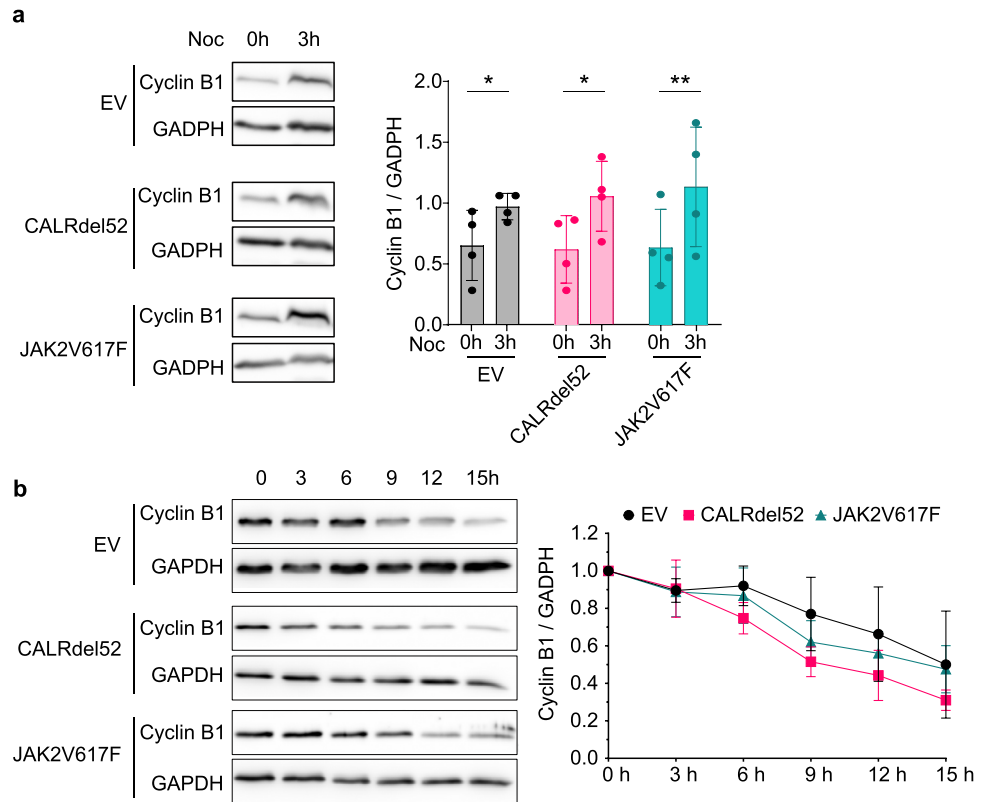 a
Noc 0h 3h
EV
Cyclin B1
GADPH
CALRdel52
Cyclin B1
GADPH
JAK2V617F
Cyclin B1
GADPH
Cyclin B1 / GADPH
2.0
1.5
1.0
0.5
0.0
* * **
Noc 0h 3h 0h 3h 0h 3h
EV
CALRdel52
JAK2V617F
b
0 3 6 9 12 15h
EV
Cyclin B1
GAPDH
CALRdel52
Cyclin B1
GAPDH
JAK2V617F
Cyclin B1
GAPDH
EV CALRdel52 JAK2V617F
Cyclin B1 / GADPH
1.2
1.0
0.8
0.6
0.4
0.2
0.0
0 h 3 h 6 h 9 h 12 h 15 h